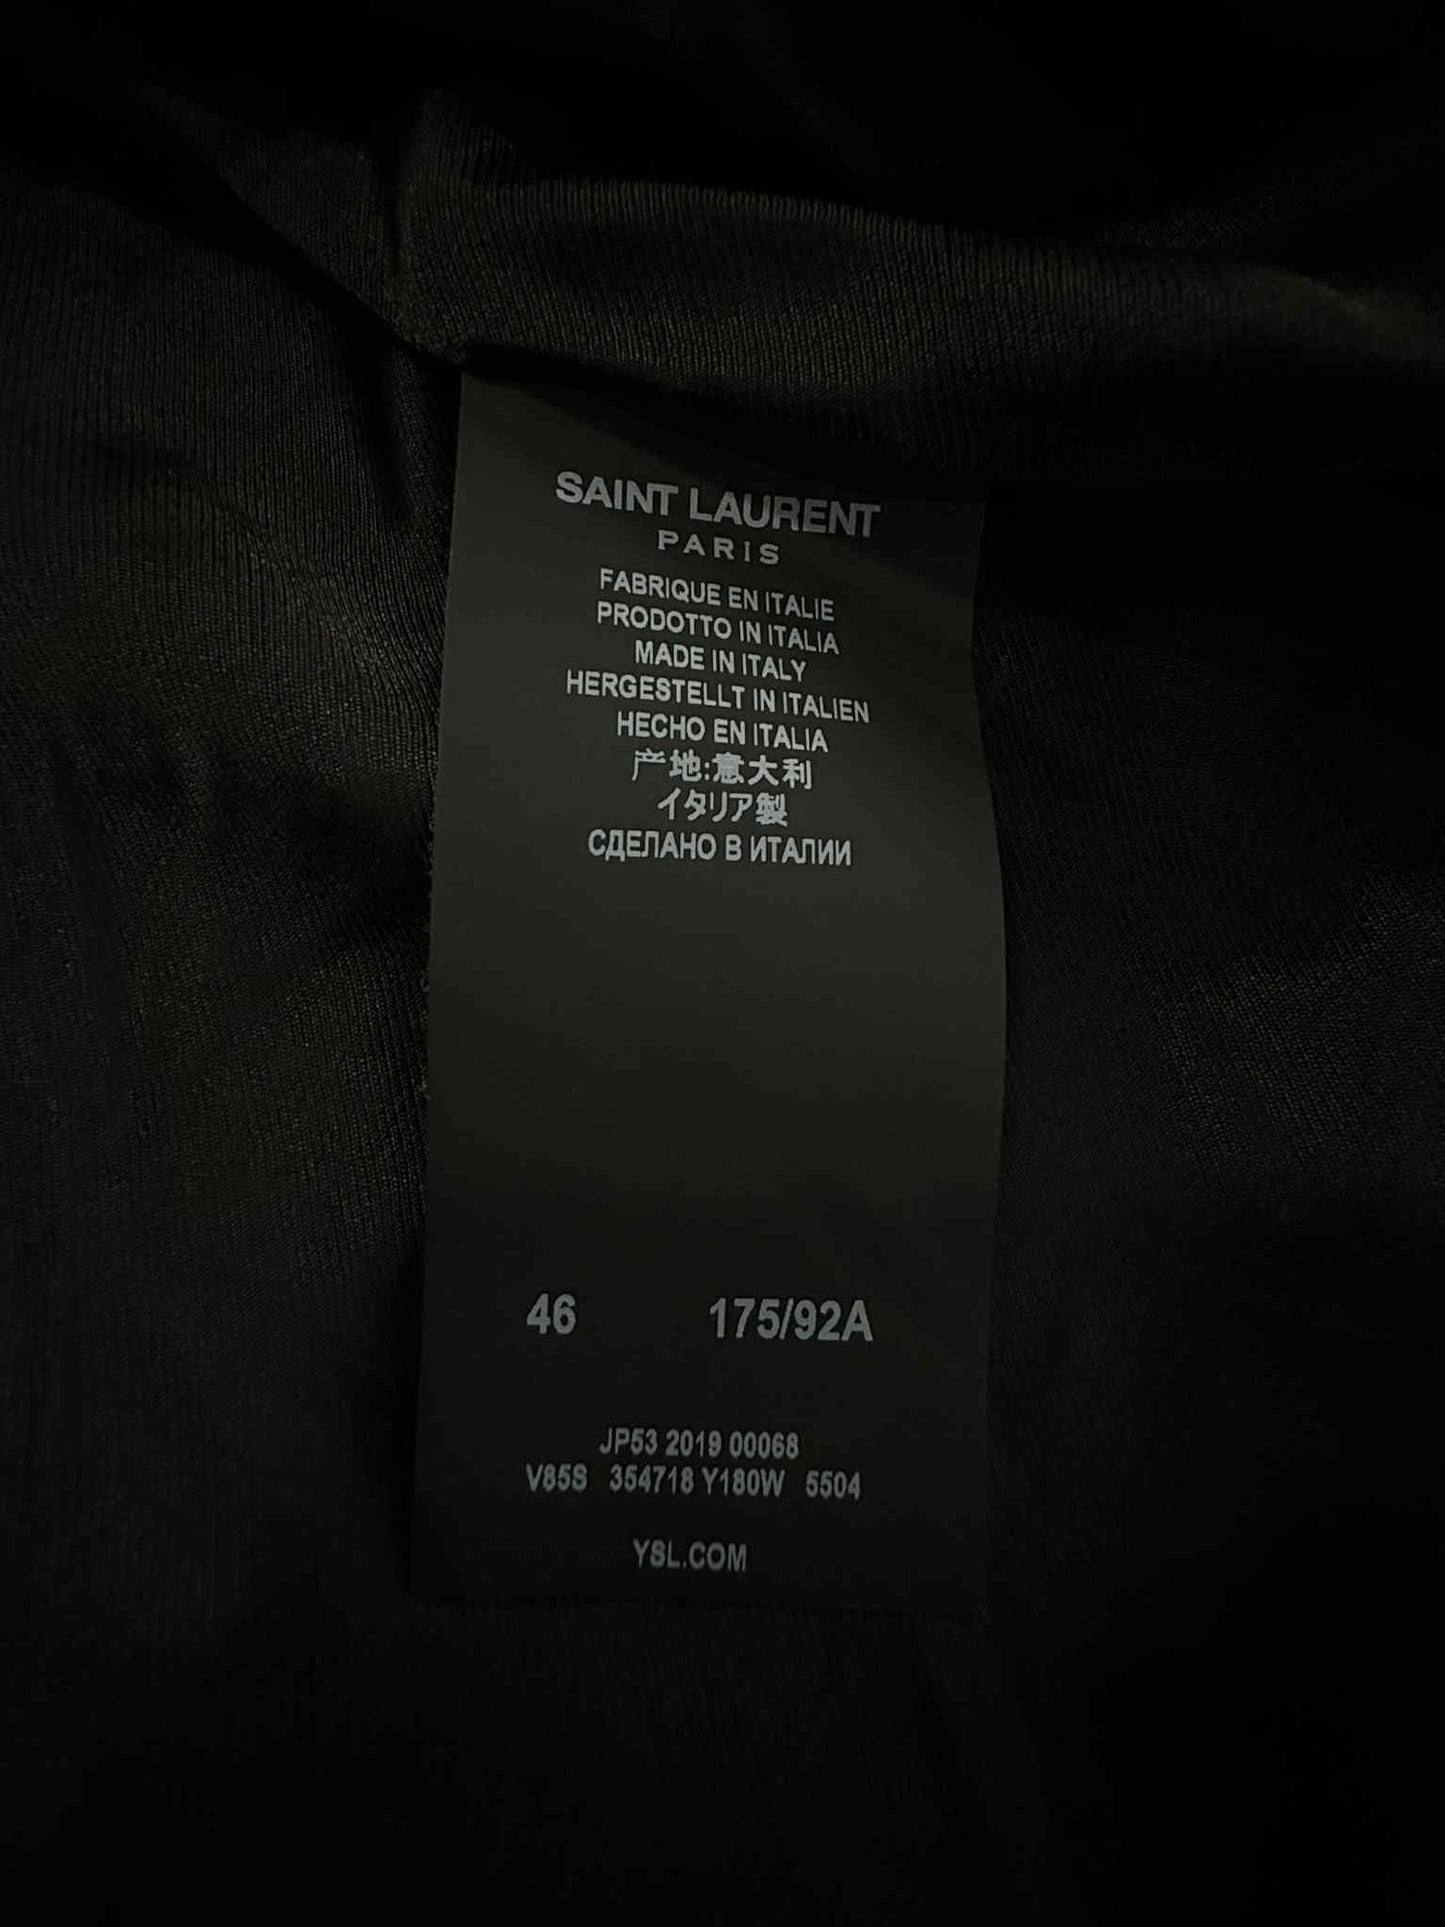 SAINT LAURENT
PARIS
FABRIQUE EN ITALIE
PRODOTTO IN ITALIA
MADE IN ITALY
HERGESTELLT IN ITALIEN
HECHO EN ITALIA
产地:意大利
イタリア製
СДЕЛАНО В ИТАЛИИ
46 175/92A
JP53 2019 00068
V85S 354718 Y180W 5504
YSL.COM